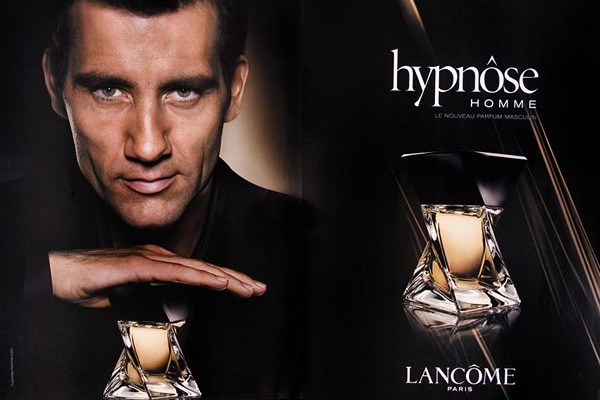 hypnôse
HOMME
LE NOUVEAU PARFUM MASCULIN
LANCÔME
PARIS